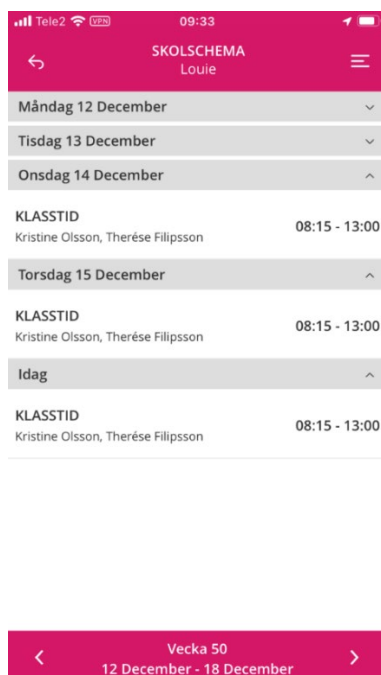 Tele2 VPN 09:33
SKOLSCHEMA
Louie
Måndag 12 December
Tisdag 13 December
Onsdag 14 December
KLASSTID
Kristine Olsson, Therése Filipsson
08:15 - 13:00
Torsdag 15 December
KLASSTID
Kristine Olsson, Therése Filipsson
08:15 - 13:00
Idag
KLASSTID
Kristine Olsson, Therése Filipsson
08:15 - 13:00
Vecka 50
12 December - 18 December